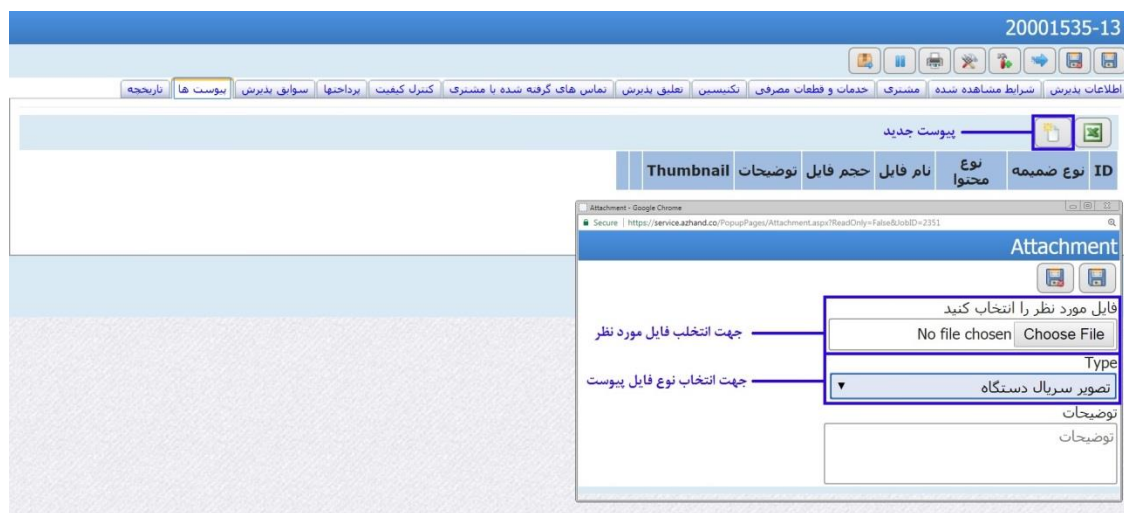 20001535-13
اطلاعات پذیرش شرایط مشاهده شده مشتری خدمات و قطعات مصرفی تکنیسین تعلیق پذیرش تماس های گرفته شده با مشتری کنترل کیفیت پرداختها سوابق پذیرش پیوست ها تاریخچه
پیوست جدید
ID نوع ضمیمه نوع محتوا نام فایل حجم فایل توضیحات Thumbnail
Attachment - Google Chrome
Secure | https://service.azhand.co/PopupPages/Attachment.aspx?ReadOnly=False&JobID=2351
Attachment
فایل مورد نظر را انتخاب کنید
Choose File No file chosen
جهت انتخلب فایل مورد نظر
Type
تصویر سریال دستگاه
جهت انتخاب نوع فایل پیوست
توضیحات
توضیحات